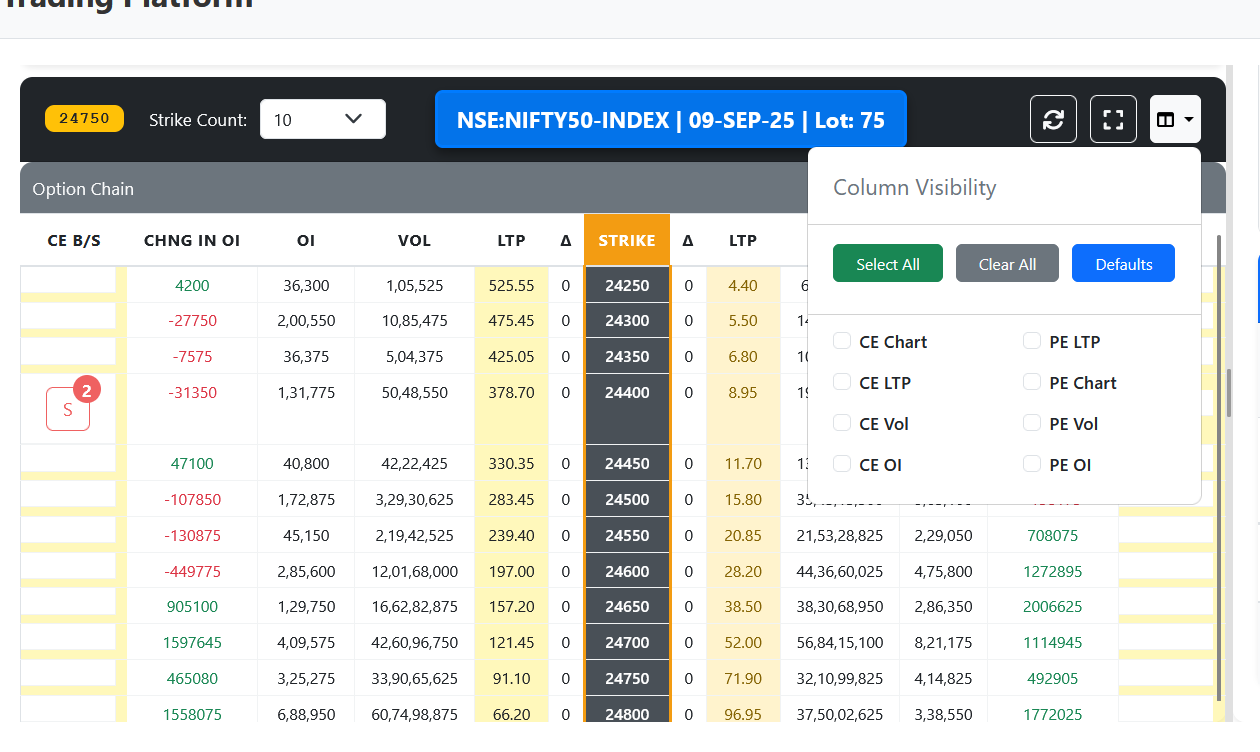 Trading Platform
24750 Strike Count: 10 NSE:NIFTY50-INDEX | 09-SEP-25 | Lot: 75
Option Chain
Column Visibility
Select All Clear All Defaults
CE Chart PE LTP
CE LTP PE Chart
CE Vol PE Vol
CE OI PE OI
CE B/S CHNG IN OI OI VOL LTP Δ STRIKE Δ LTP
4200 36,300 1,05,525 525.55 0 24250 0 4.40
-27750 2,00,550 10,85,475 475.45 0 24300 0 5.50
-7575 36,375 5,04,375 425.05 0 24350 0 6.80
S 2 -31350 1,31,775 50,48,550 378.70 0 24400 0 8.95
47100 40,800 42,22,425 330.35 0 24450 0 11.70
-107850 1,72,875 3,29,30,625 283.45 0 24500 0 15.80
-130875 45,150 2,19,42,525 239.40 0 24550 0 20.85 21,53,28,825 2,29,050 708075
-449775 2,85,600 12,01,68,000 197.00 0 24600 0 28.20 44,36,60,025 4,75,800 1272895
905100 1,29,750 16,62,82,875 157.20 0 24650 0 38.50 38,30,68,950 2,86,350 2006625
1597645 4,09,575 42,60,96,750 121.45 0 24700 0 52.00 56,84,15,100 8,21,175 1114945
465080 3,25,275 33,90,65,625 91.10 0 24750 0 71.90 32,10,99,825 4,14,825 492905
1558075 6,88,950 60,74,98,875 66.20 0 24800 0 96.95 37,50,02,625 3,38,550 1772025